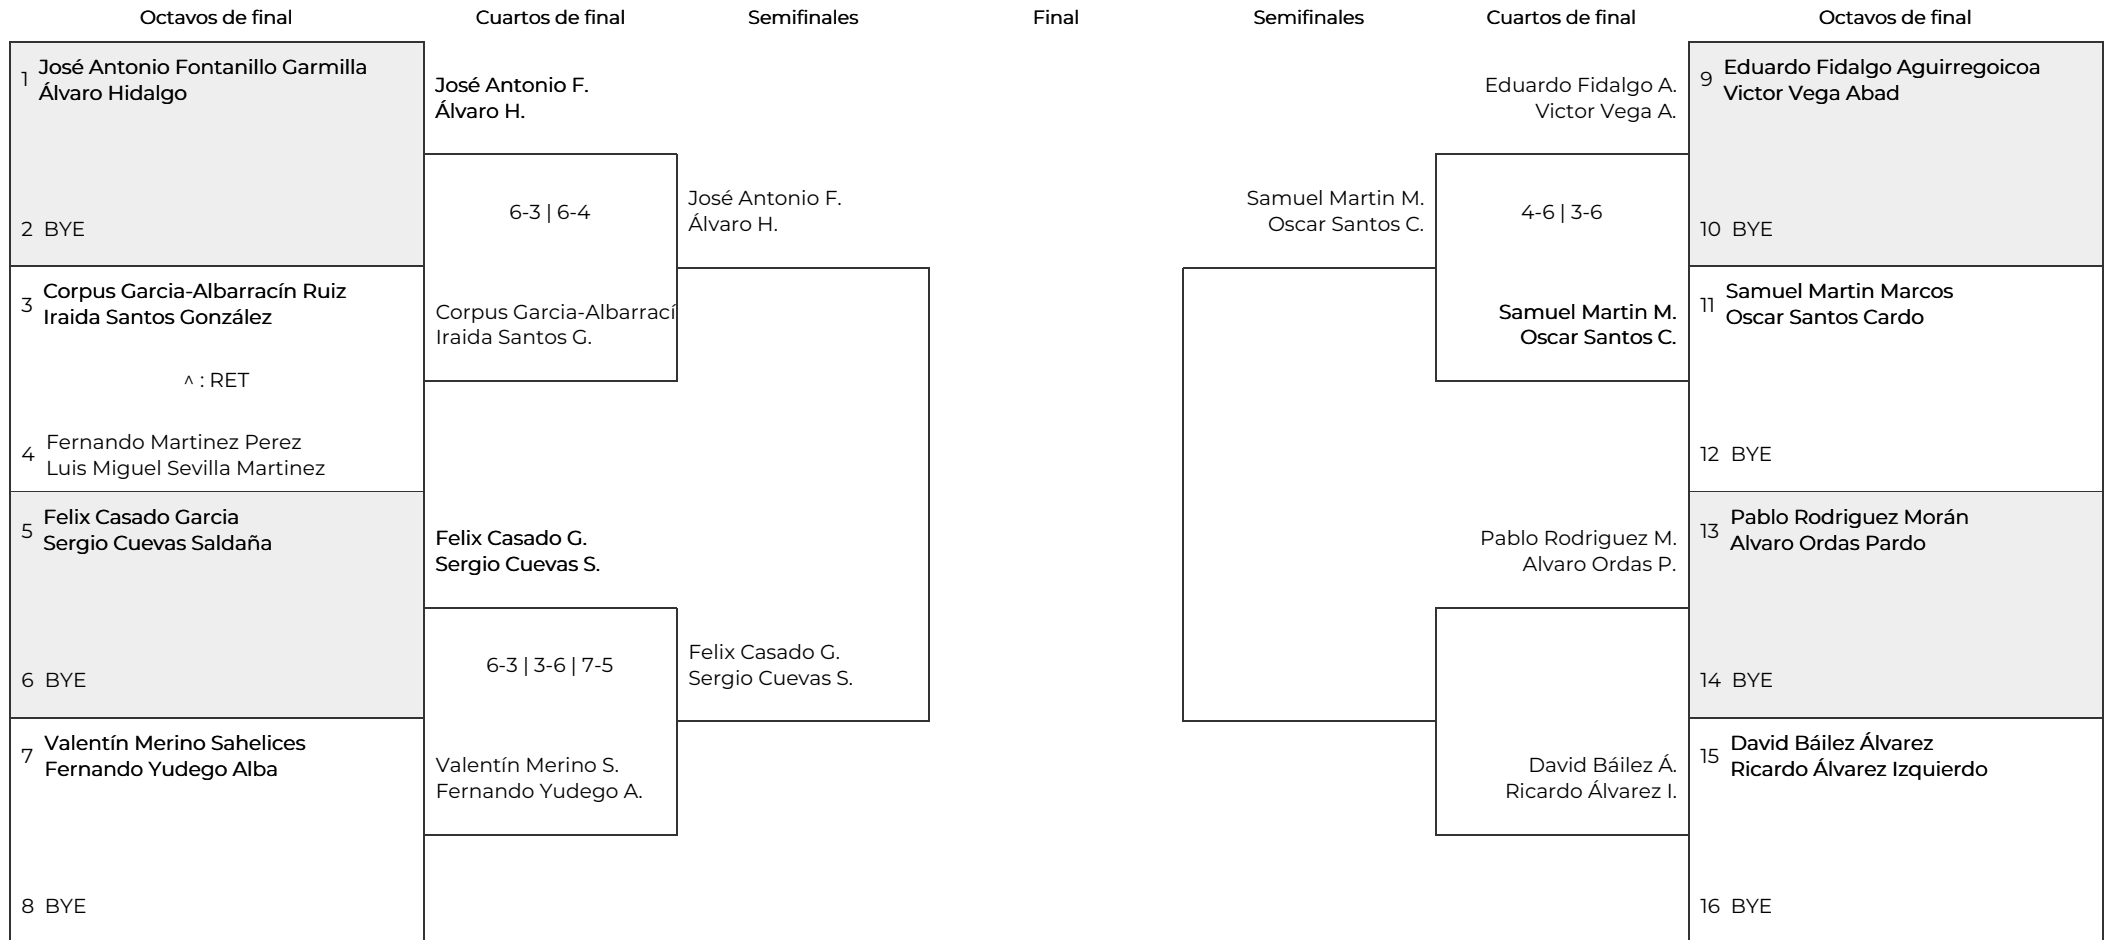 Octavos de final
Cuartos de final
Semifinales
Final
Semifinales
Cuartos de final
Octavos de final
1
José Antonio Fontanillo Garmilla
Álvaro Hidalgo
2 BYE
3
Corpus Garcia-Albarracín Ruiz
Iraida Santos González
^ : RET
4
Fernando Martinez Perez
Luis Miguel Sevilla Martinez
5
Felix Casado Garcia
Sergio Cuevas Saldaña
6 BYE
7
Valentín Merino Sahelices
Fernando Yudego Alba
8 BYE
José Antonio F.
Álvaro H.
6-3 | 6-4
Corpus Garcia-Albarrací
Iraida Santos G.
Felix Casado G.
Sergio Cuevas S.
6-3 | 3-6 | 7-5
Valentín Merino S.
Fernando Yudego A.
José Antonio F.
Álvaro H.
Felix Casado G.
Sergio Cuevas S.
Samuel Martin M.
Oscar Santos C.
Eduardo Fidalgo A.
Victor Vega A.
4-6 | 3-6
Samuel Martin M.
Oscar Santos C.
Pablo Rodriguez M.
Alvaro Ordas P.
David Báilez Á.
Ricardo Álvarez I.
9
Eduardo Fidalgo Aguirregoicoa
Victor Vega Abad
10 BYE
11
Samuel Martin Marcos
Oscar Santos Cardo
12 BYE
13
Pablo Rodriguez Morán
Alvaro Ordas Pardo
14 BYE
15
David Báilez Álvarez
Ricardo Álvarez Izquierdo
16 BYE